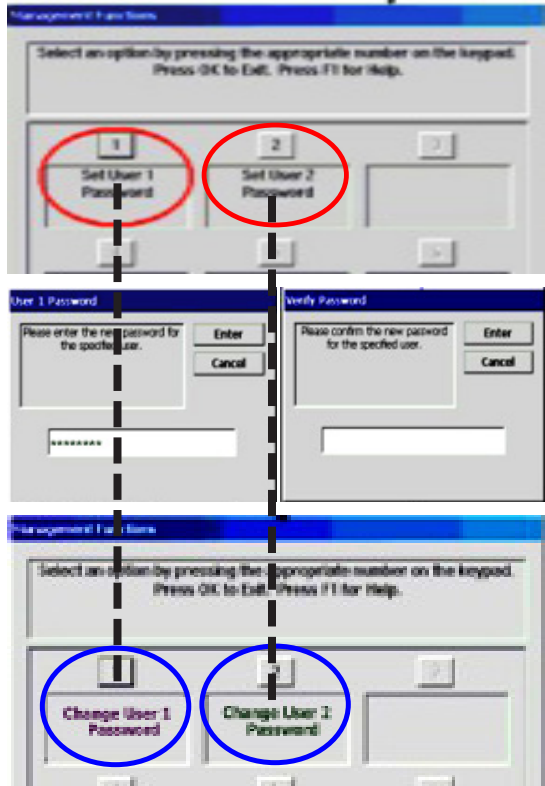 Management Functions
Select an option by pressing the appropriate number on the keypad.
Press OK to Exit. Press F1 for Help.
1 2 3
Set User 1 Set User 2
Password Password
User 1 Password Verify Password
Please enter the new password for Enter Please confirm the new password Enter
the specified user. for the specified user.
Cancel Cancel
********
Management Functions
Select an option by pressing the appropriate number on the keypad.
Press OK to Exit. Press F1 for Help.
1 2 3
Change User 1 Change User 2
Password Password